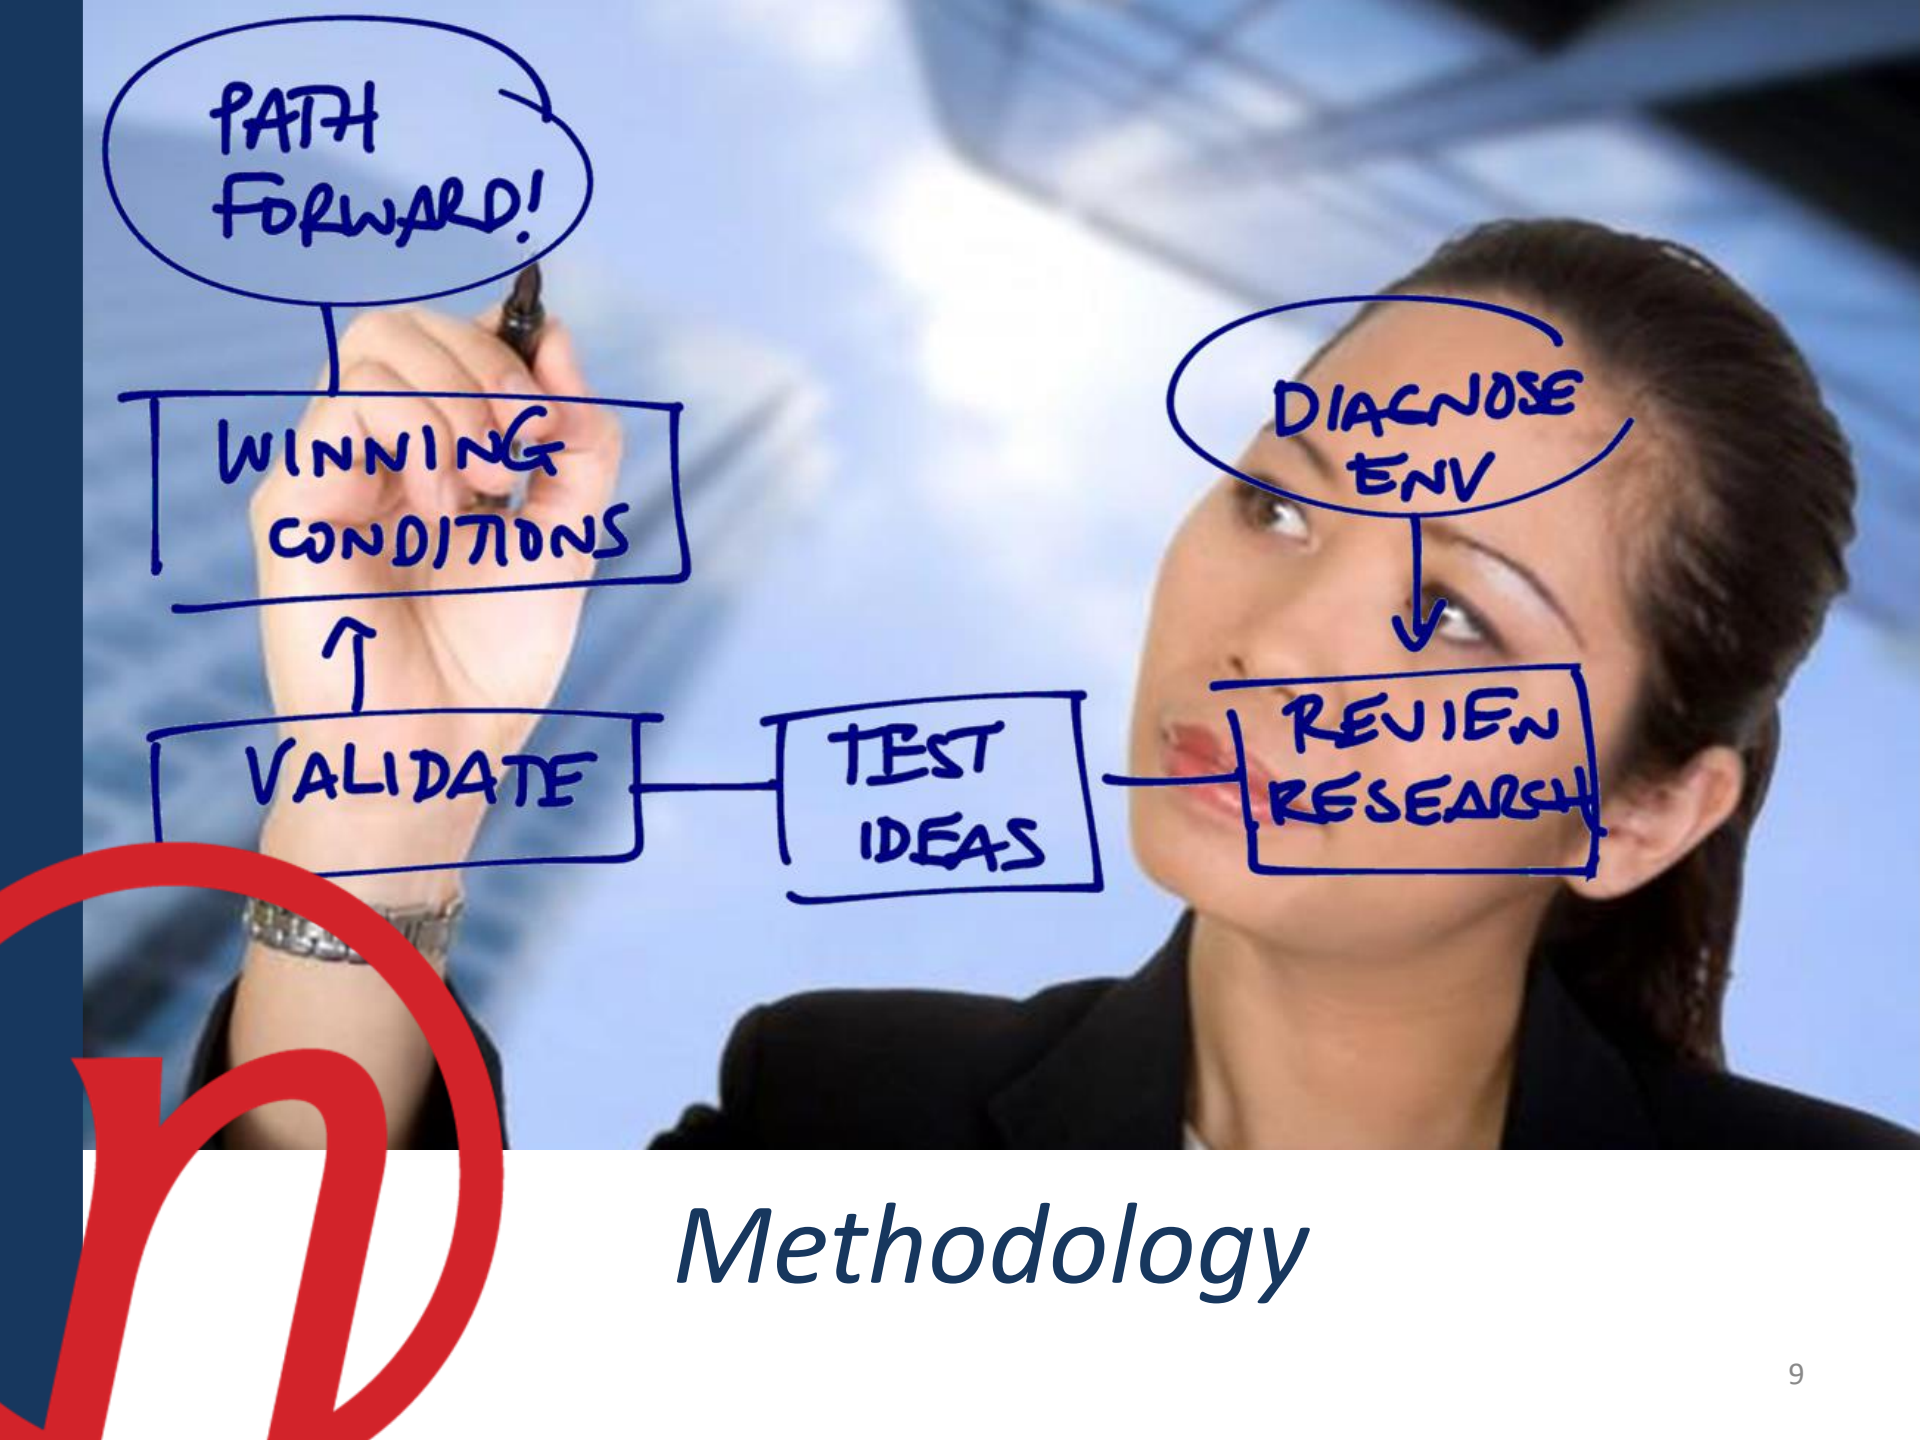 PATH
FORWARD!
WINNING
CONDITIONS
VALIDATE
TEST
IDEAS
DIAGNOSE
ENV
REVIEW
RESEARCH
n
Methodology
9